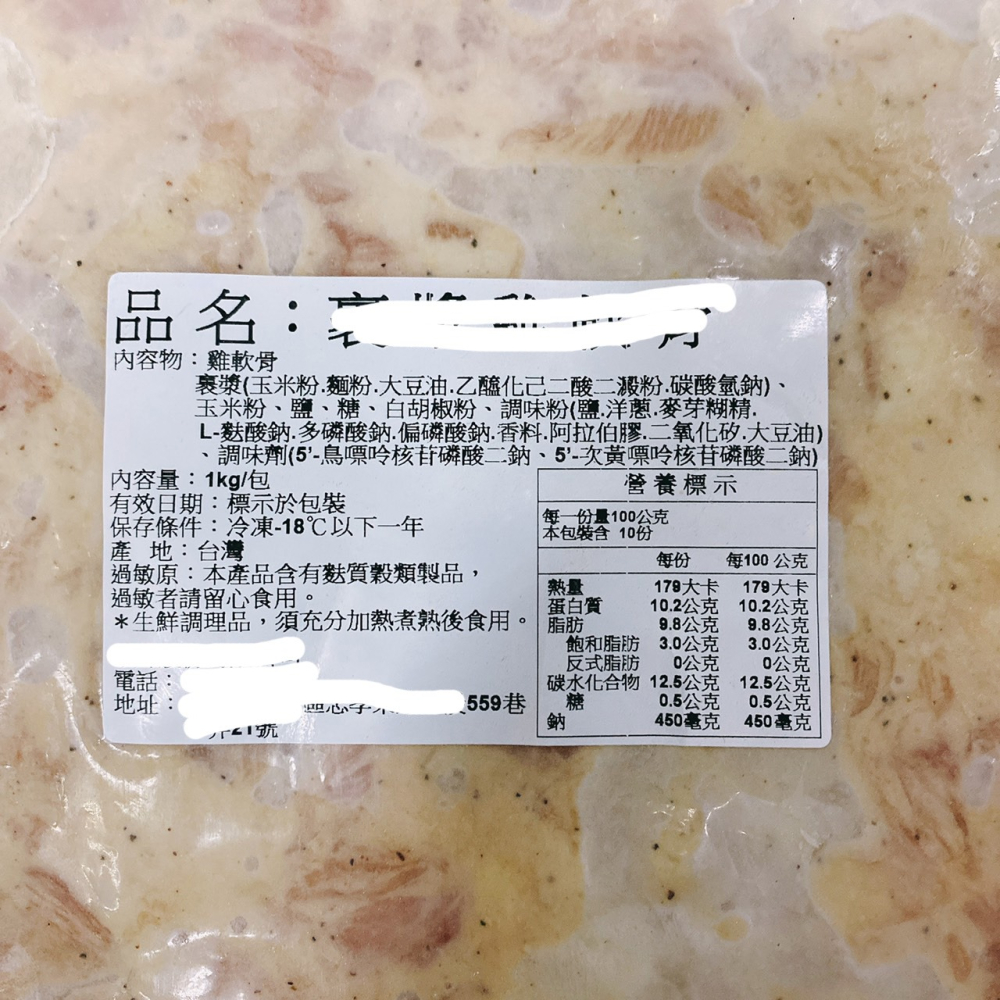 品名：
內容物：雞軟骨
裹漿(玉米粉.麵粉.大豆油.乙醯化己二酸二澱粉.碳酸氫鈉)、
玉米粉、鹽、糖、白胡椒粉、調味粉(鹽.洋蔥.麥芽糊精.
L-麩酸鈉.多磷酸鈉.偏磷酸鈉.香料.阿拉伯膠.二氧化矽.大豆油)
、調味劑(5'-鳥嘌呤核苷磷酸二鈉、5'-次黃嘌呤核苷磷酸二鈉)
內容量：1kg/包
有效日期：標示於包裝
保存條件：冷凍-18℃以下一年
產 地：台灣
過敏原：本產品含有麩質穀類製品，
過敏者請留心食用。
＊生鮮調理品，須充分加熱煮熟後食用。
電話：
地址：559巷
21號
營養標示
每一份量100公克
本包裝含 10份
每份 每100 公克
熱量 179大卡 179大卡
蛋白質 10.2公克 10.2公克
脂肪 9.8公克 9.8公克
飽和脂肪 3.0公克 3.0公克
反式脂肪 0公克 0公克
碳水化合物 12.5公克 12.5公克
糖 0.5公克 0.5公克
鈉 450毫克 450毫克